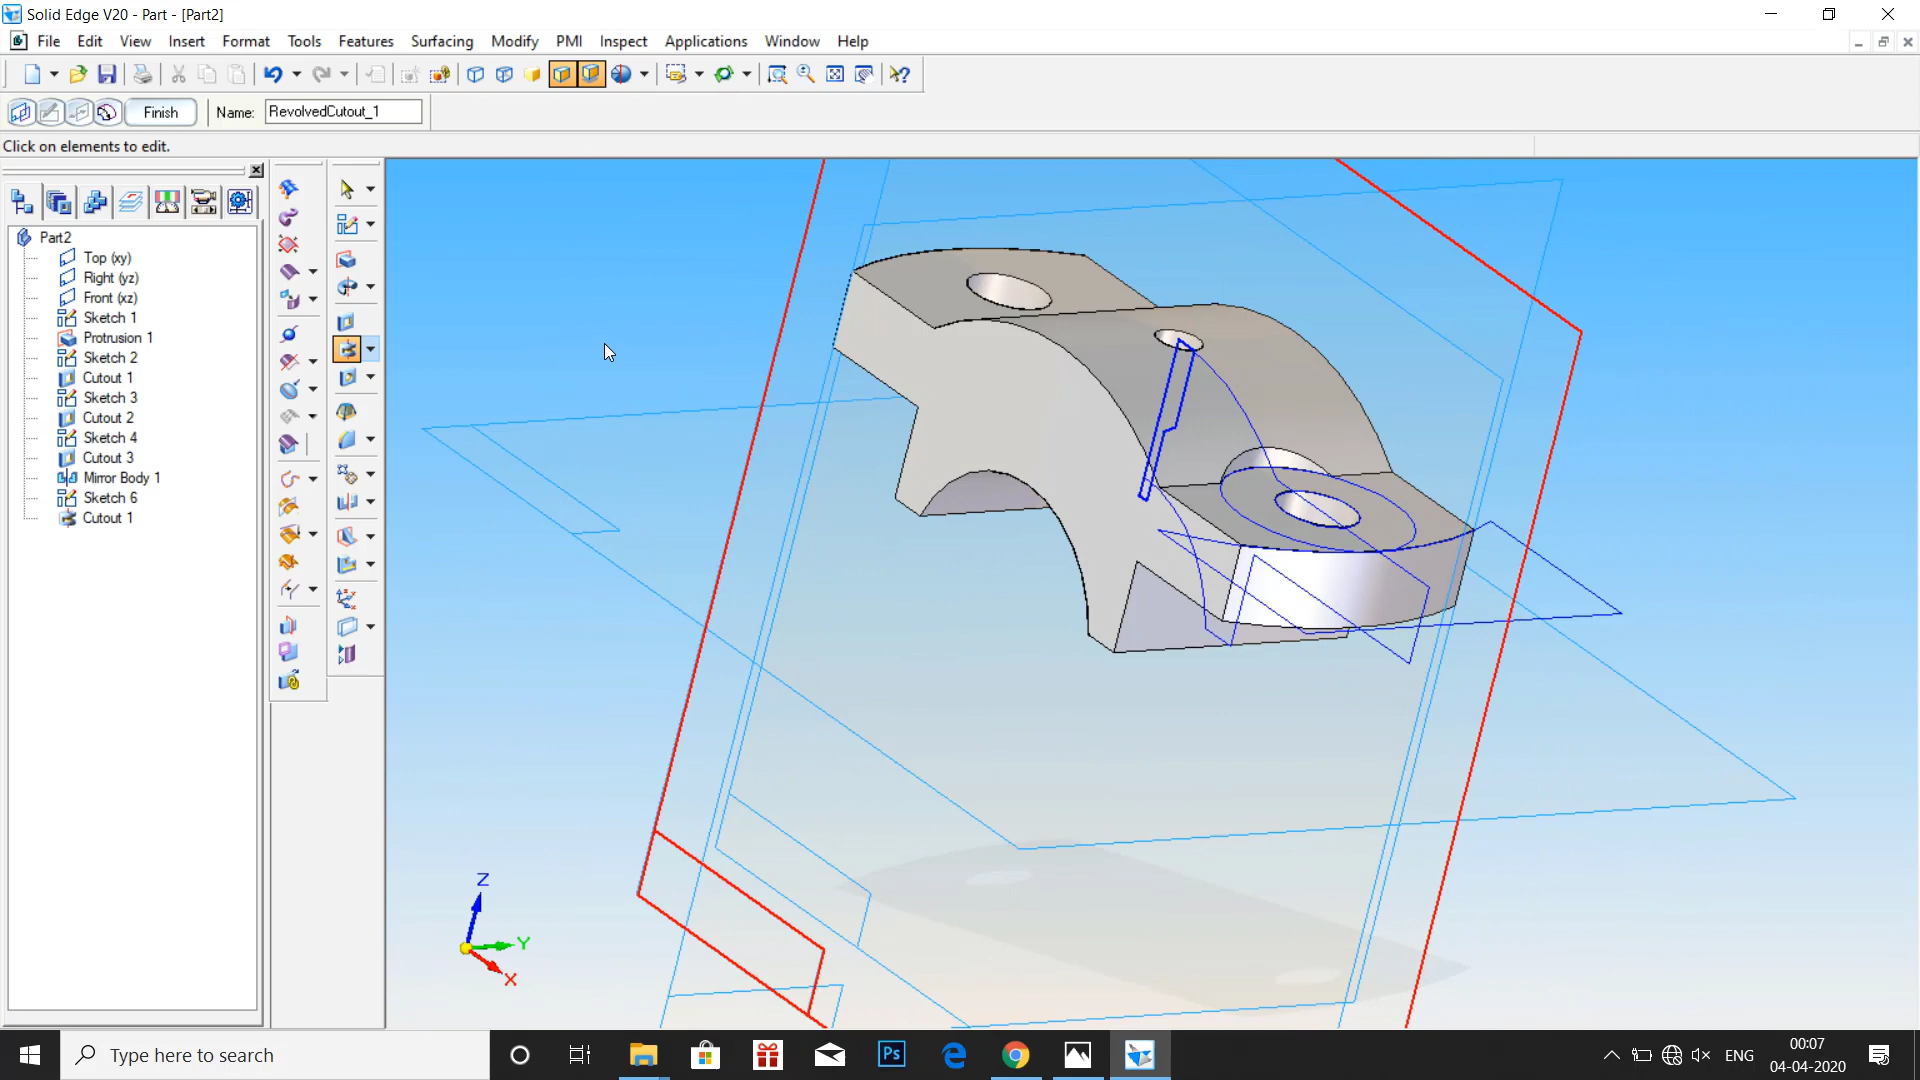 Solid Edge V20 - Part - [Part2]
File Edit View Insert Format Tools Features Surfacing Modify PMI Inspect Applications Window Help
Finish Name: RevolvedCutout_1
Click on elements to edit.
Part2
Top (xy)
Right (yz)
Front (xz)
Sketch 1
Protrusion 1
Sketch 2
Cutout 1
Sketch 3
Cutout 2
Sketch 4
Cutout 3
Mirror Body 1
Sketch 6
Cutout 1
Z
Y
X
Type here to search
Ps
ENG
00:07
04-04-2020